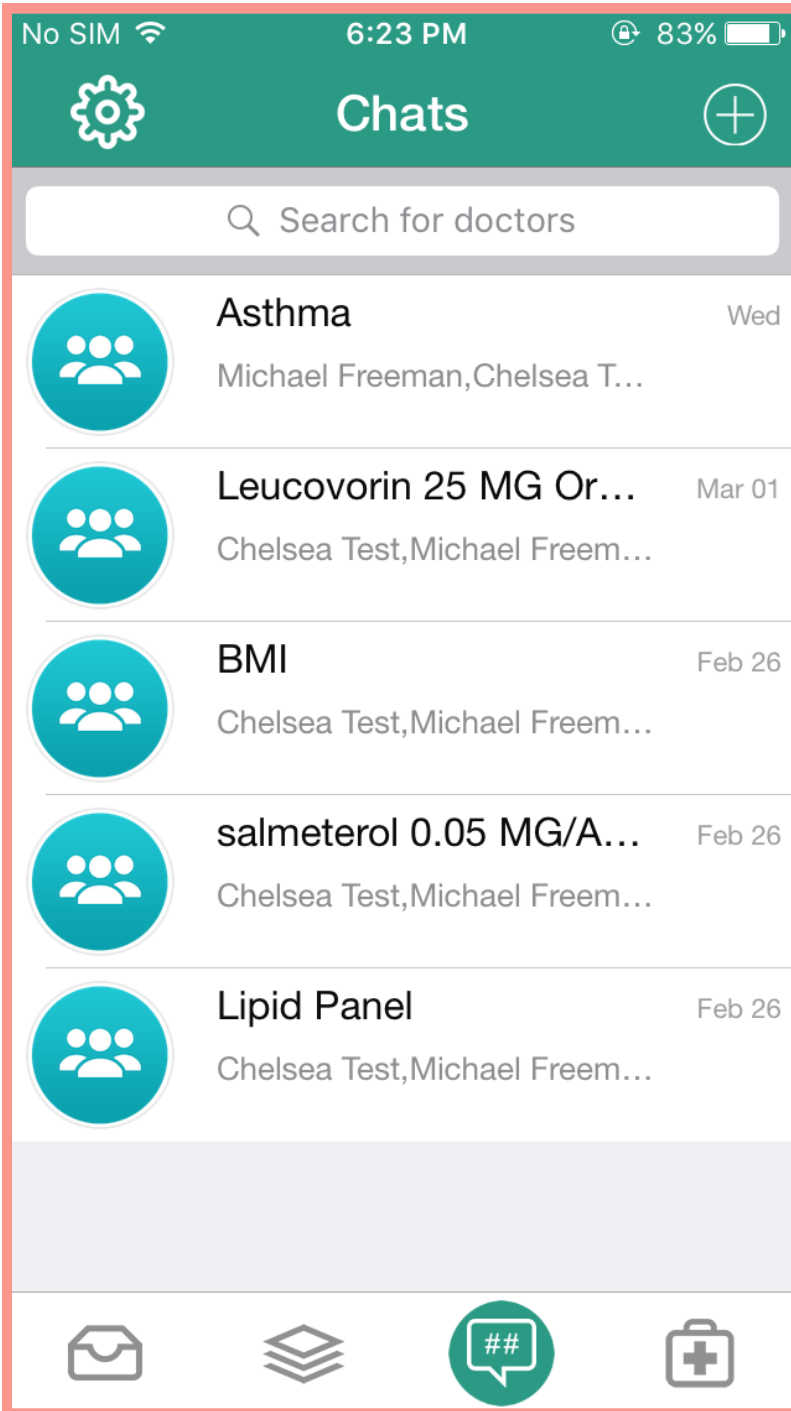 No SIM 6:23 PM 83%
Chats
Search for doctors
Asthma Wed
Michael Freeman,Chelsea T...
Leucovorin 25 MG Or... Mar 01
Chelsea Test,Michael Freem...
BMI Feb 26
Chelsea Test,Michael Freem...
salmeterol 0.05 MG/A... Feb 26
Chelsea Test,Michael Freem...
Lipid Panel Feb 26
Chelsea Test,Michael Freem...
##